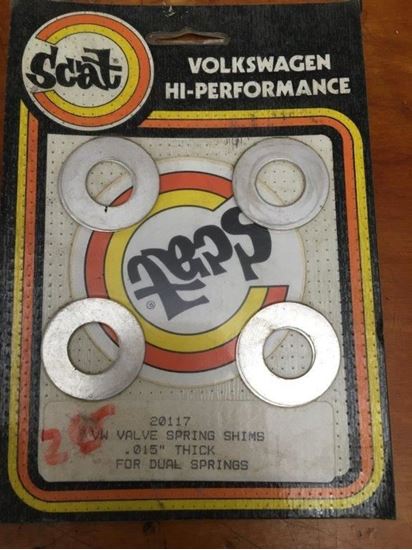 Scat®
VOLKSWAGEN
HI-PERFORMANCE
Scat®
20117
VW VALVE SPRING SHIMS
.015" THICK
FOR DUAL SPRINGS